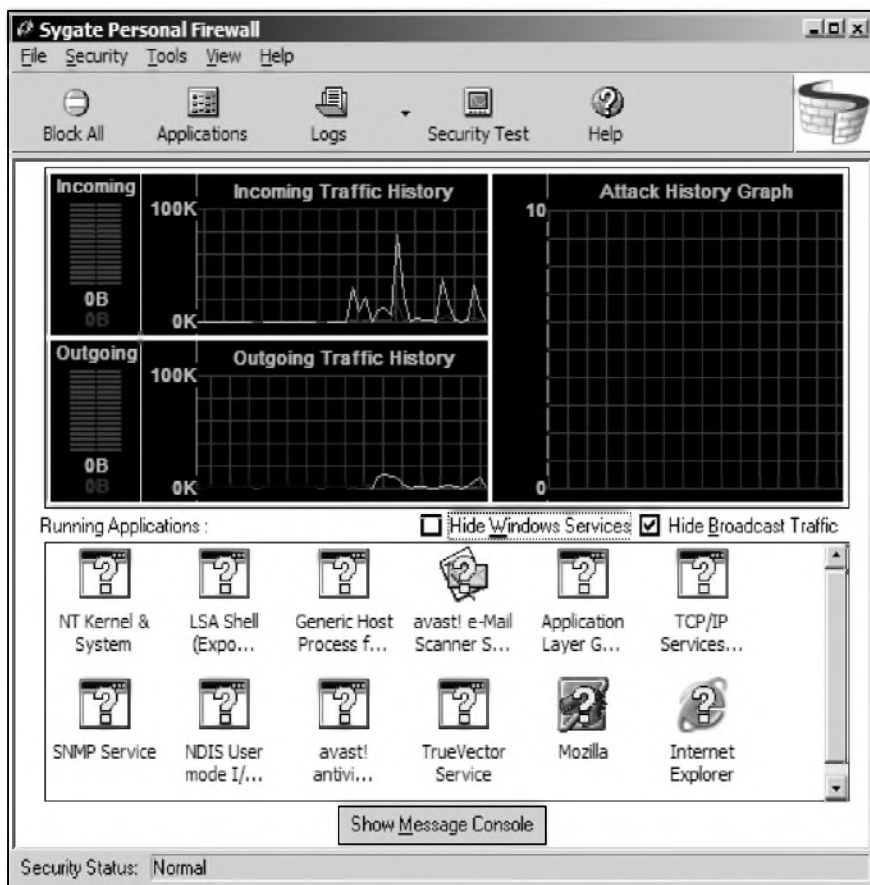 Sygate Personal Firewall
File Security Tools View Help
Block All Applications Logs Security Test Help
Incoming
Incoming Traffic History
100K
0K
0B
0B
Attack History Graph
10
0
Outgoing
Outgoing Traffic History
100K
0K
0B
0B
Running Applications :
Hide Windows Services
Hide Broadcast Traffic
NT Kernel &
System
LSA Shell
(Expo...
Generic Host
Process f...
avast! e-Mail
Scanner S...
Application
Layer G...
TCP/IP
Services...
SNMP Service
NDIS User
mode I/...
avast!
antivi...
TrueVector
Service
Mozilla
Internet
Explorer
Show Message Console
Security Status: Normal